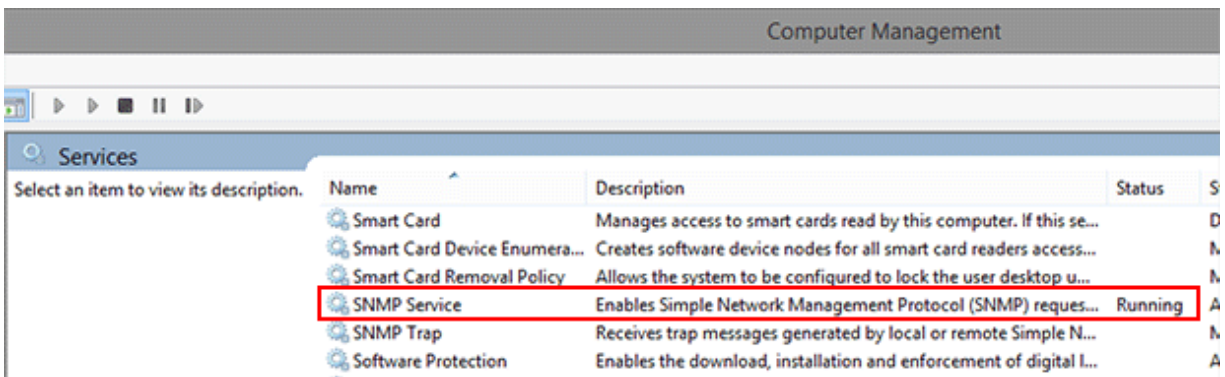 Computer Management
Services
Select an item to view its description.
Name Description Status S
Smart Card Manages access to smart cards read by this computer. If this se... D
Smart Card Device Enumera... Creates software device nodes for all smart card readers access... M
Smart Card Removal Policy Allows the system to be configured to lock the user desktop u... M
SNMP Service Enables Simple Network Management Protocol (SNMP) reques... Running A
SNMP Trap Receives trap messages generated by local or remote Simple N... M
Software Protection Enables the download, installation and enforcement of digital l... A